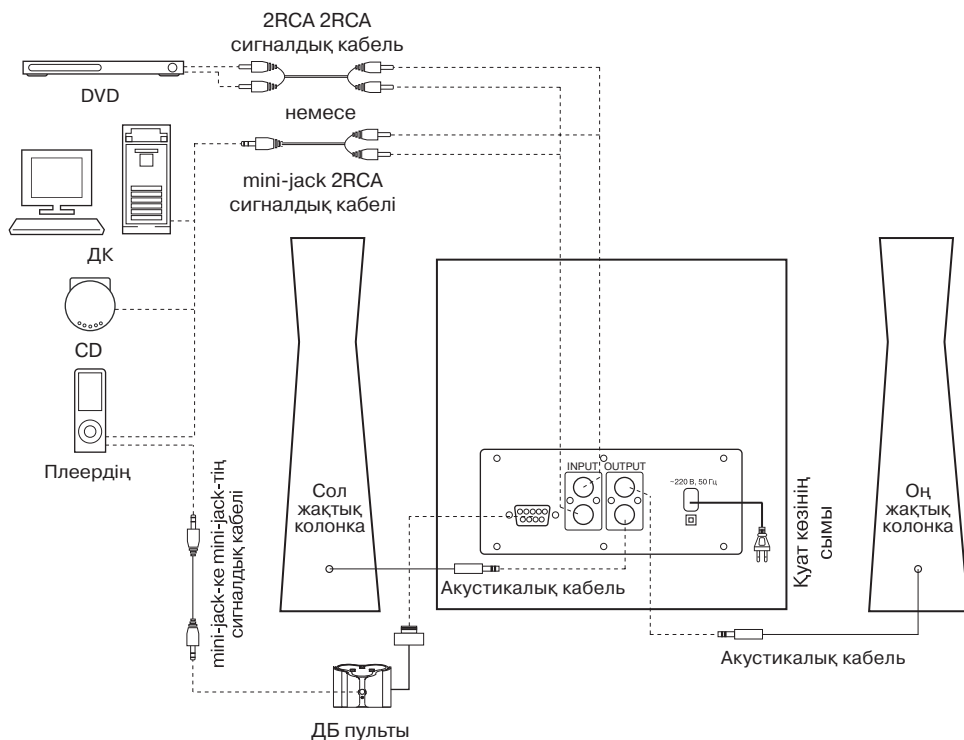 2RCA 2RCA
сигналдық кабель
DVD
немесе
mini-jack 2RCA
сигналдық кабелі
ДК
CD
Плеердің
mini-jack-ке mini-jack-тің
сигналдық кабелі
Сол
жақтық
колонка
INPUT
OUTPUT
~220 В, 50 Гц
Қуат көзінің
сымы
Оң
жақтық
колонка
Акустикалық кабель
Акустикалық кабель
ДБ пульты